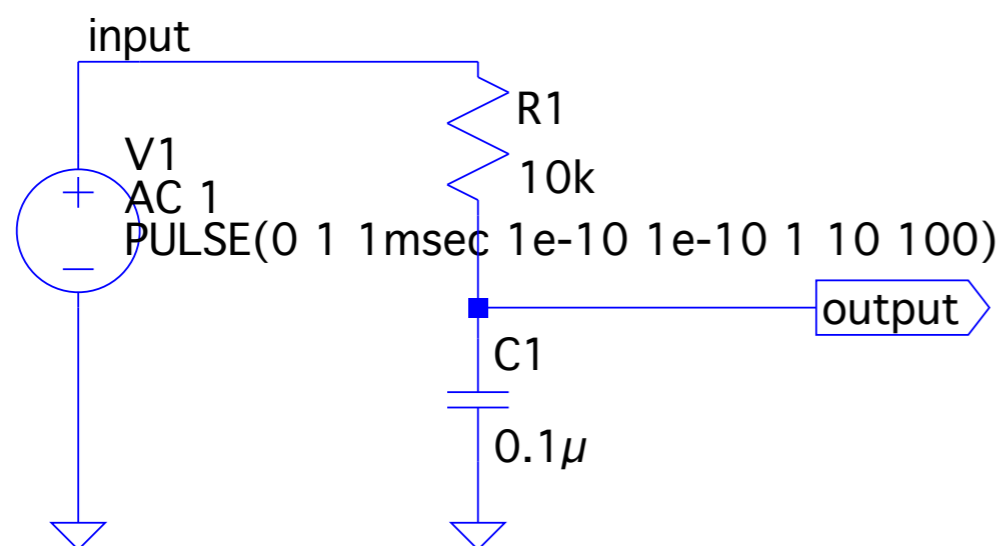 input
R1
10k
V1
AC 1
PULSE(0 1 1msec 1e-10 1e-10 1 10 100)
output
C1
0.1µ